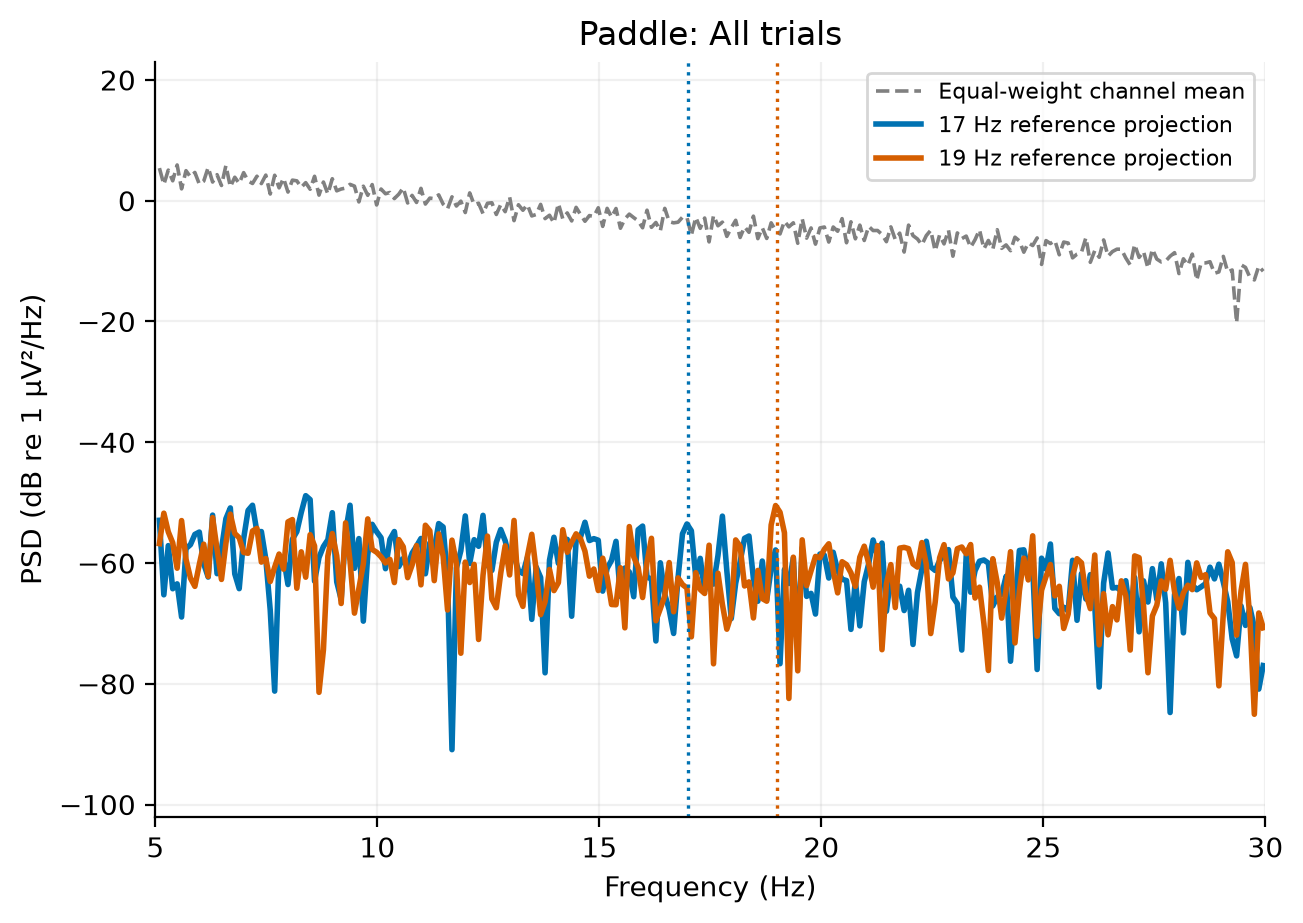 Paddle: All trials
Equal-weight channel mean
17 Hz reference projection
19 Hz reference projection
PSD (dB re 1 µV²/Hz)
20
0
−20
−40
−60
−80
−100
5
10
15
20
25
30
Frequency (Hz)